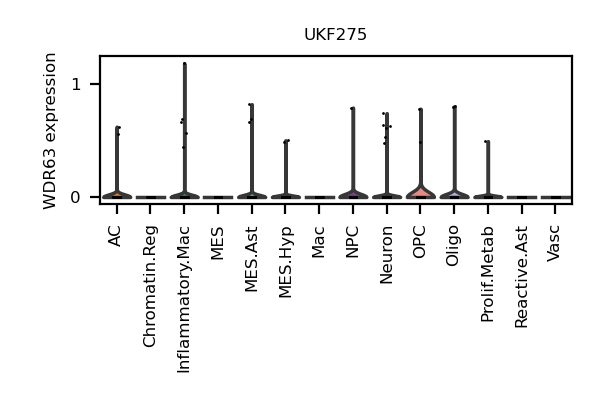 UKF275
WDR63 expression
1
0
AC
Chromatin.Reg
Inflammatory.Mac
MES
MES.Ast
MES.Hyp
Mac
NPC
Neuron
OPC
Oligo
Prolif.Metab
Reactive.Ast
Vasc